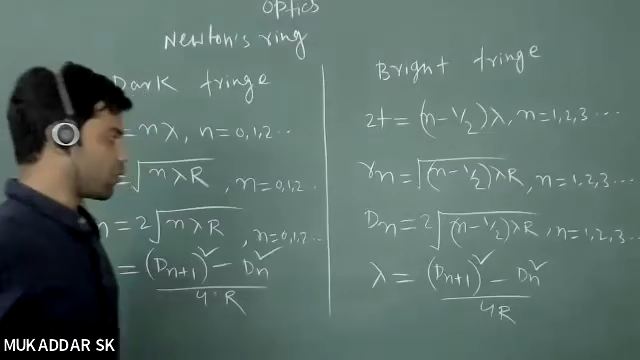 Optics
Newton's ring
Dark fringe
= nλ, n=0,1,2...
= √nλR, n=0,1,2..
n = 2√nλR, n=0,1,2...
= (Dn+1)² - Dn²
4R
Bright fringe
2t = (n-1/2)λ, n=1,2,3...
rn = √(n-1/2)λR, n=1,2,3...
Dn = 2√(n-1/2)λR, n=1,2,3..
λ = (Dn+1)² - Dn²
4R
MUKADDAR SK